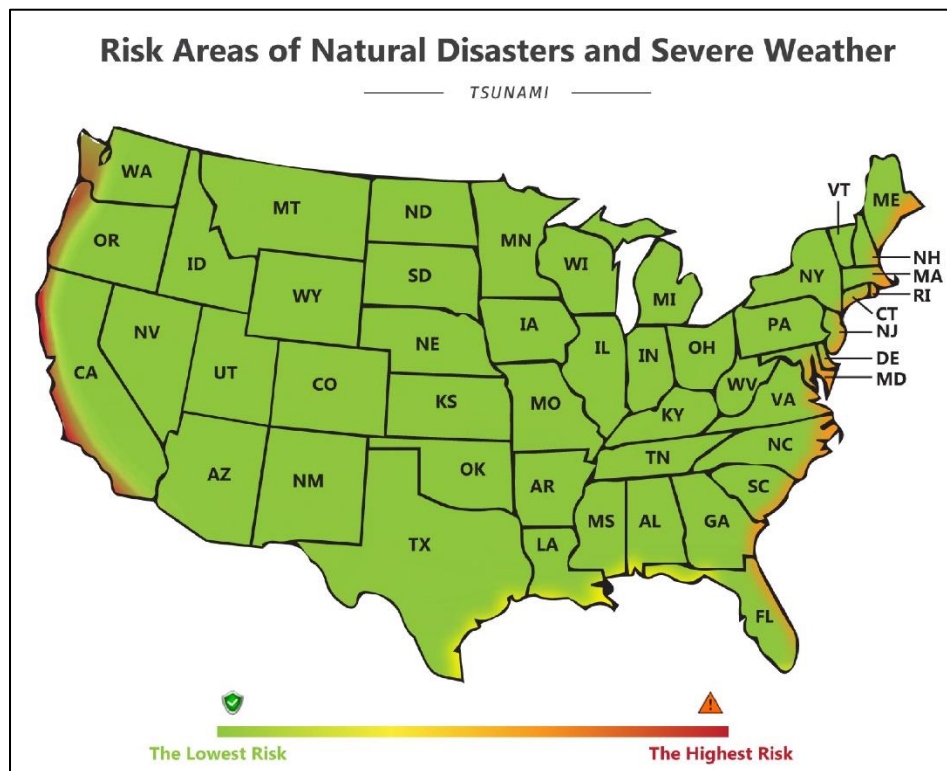 Risk Areas of Natural Disasters and Severe Weather
TSUNAMI
WA
MT
ND
MN
VT
ME
OR
ID
SD
WI
NY
NH
MA
RI
CT
NJ
WY
MI
IA
PA
DE
MD
NV
NE
IL
IN
OH
CA
UT
CO
KS
MO
WV
VA
KY
NC
TN
AZ
NM
OK
AR
SC
MS
AL
GA
TX
LA
FL
The Lowest Risk
The Highest Risk